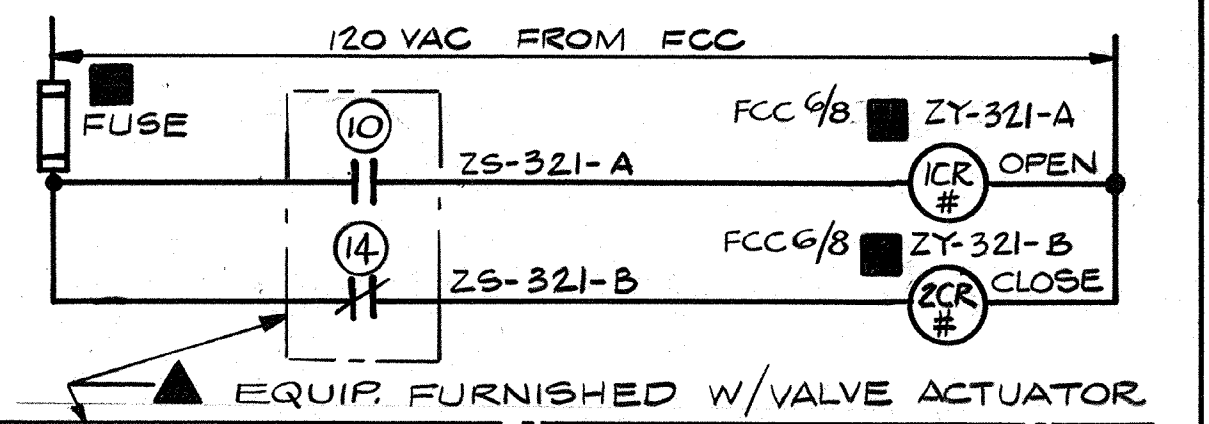 120 VAC FROM FCC
FUSE
10
ZS-321-A
FCC 6/8 ZY-321-A
1CR
#
OPEN
14
ZS-321-B
FCC 6/8 ZY-321-B
2CR
#
CLOSE
EQUIP. FURNISHED W/VALVE ACTUATOR